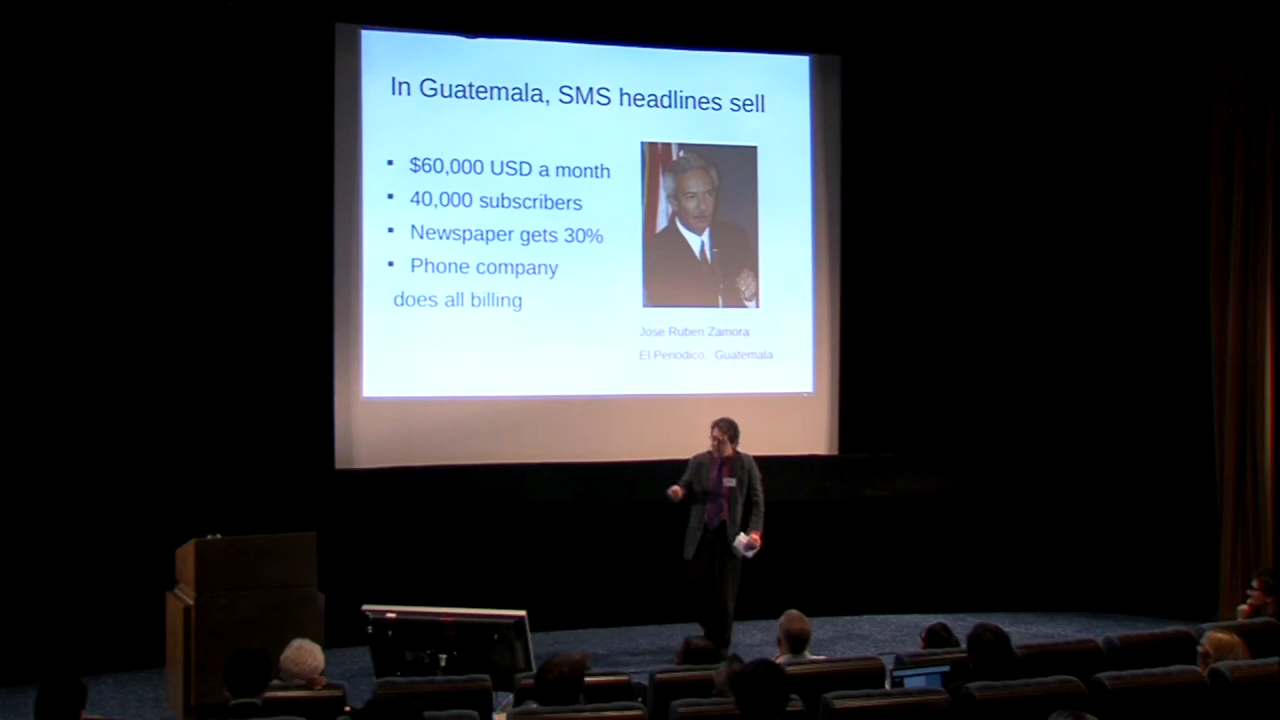 In Guatemala, SMS headlines sell
▪ $60,000 USD a month
▪ 40,000 subscribers
▪ Newspaper gets 30%
▪ Phone company
does all billing
Jose Ruben Zamora
El Periodico, Guatemala